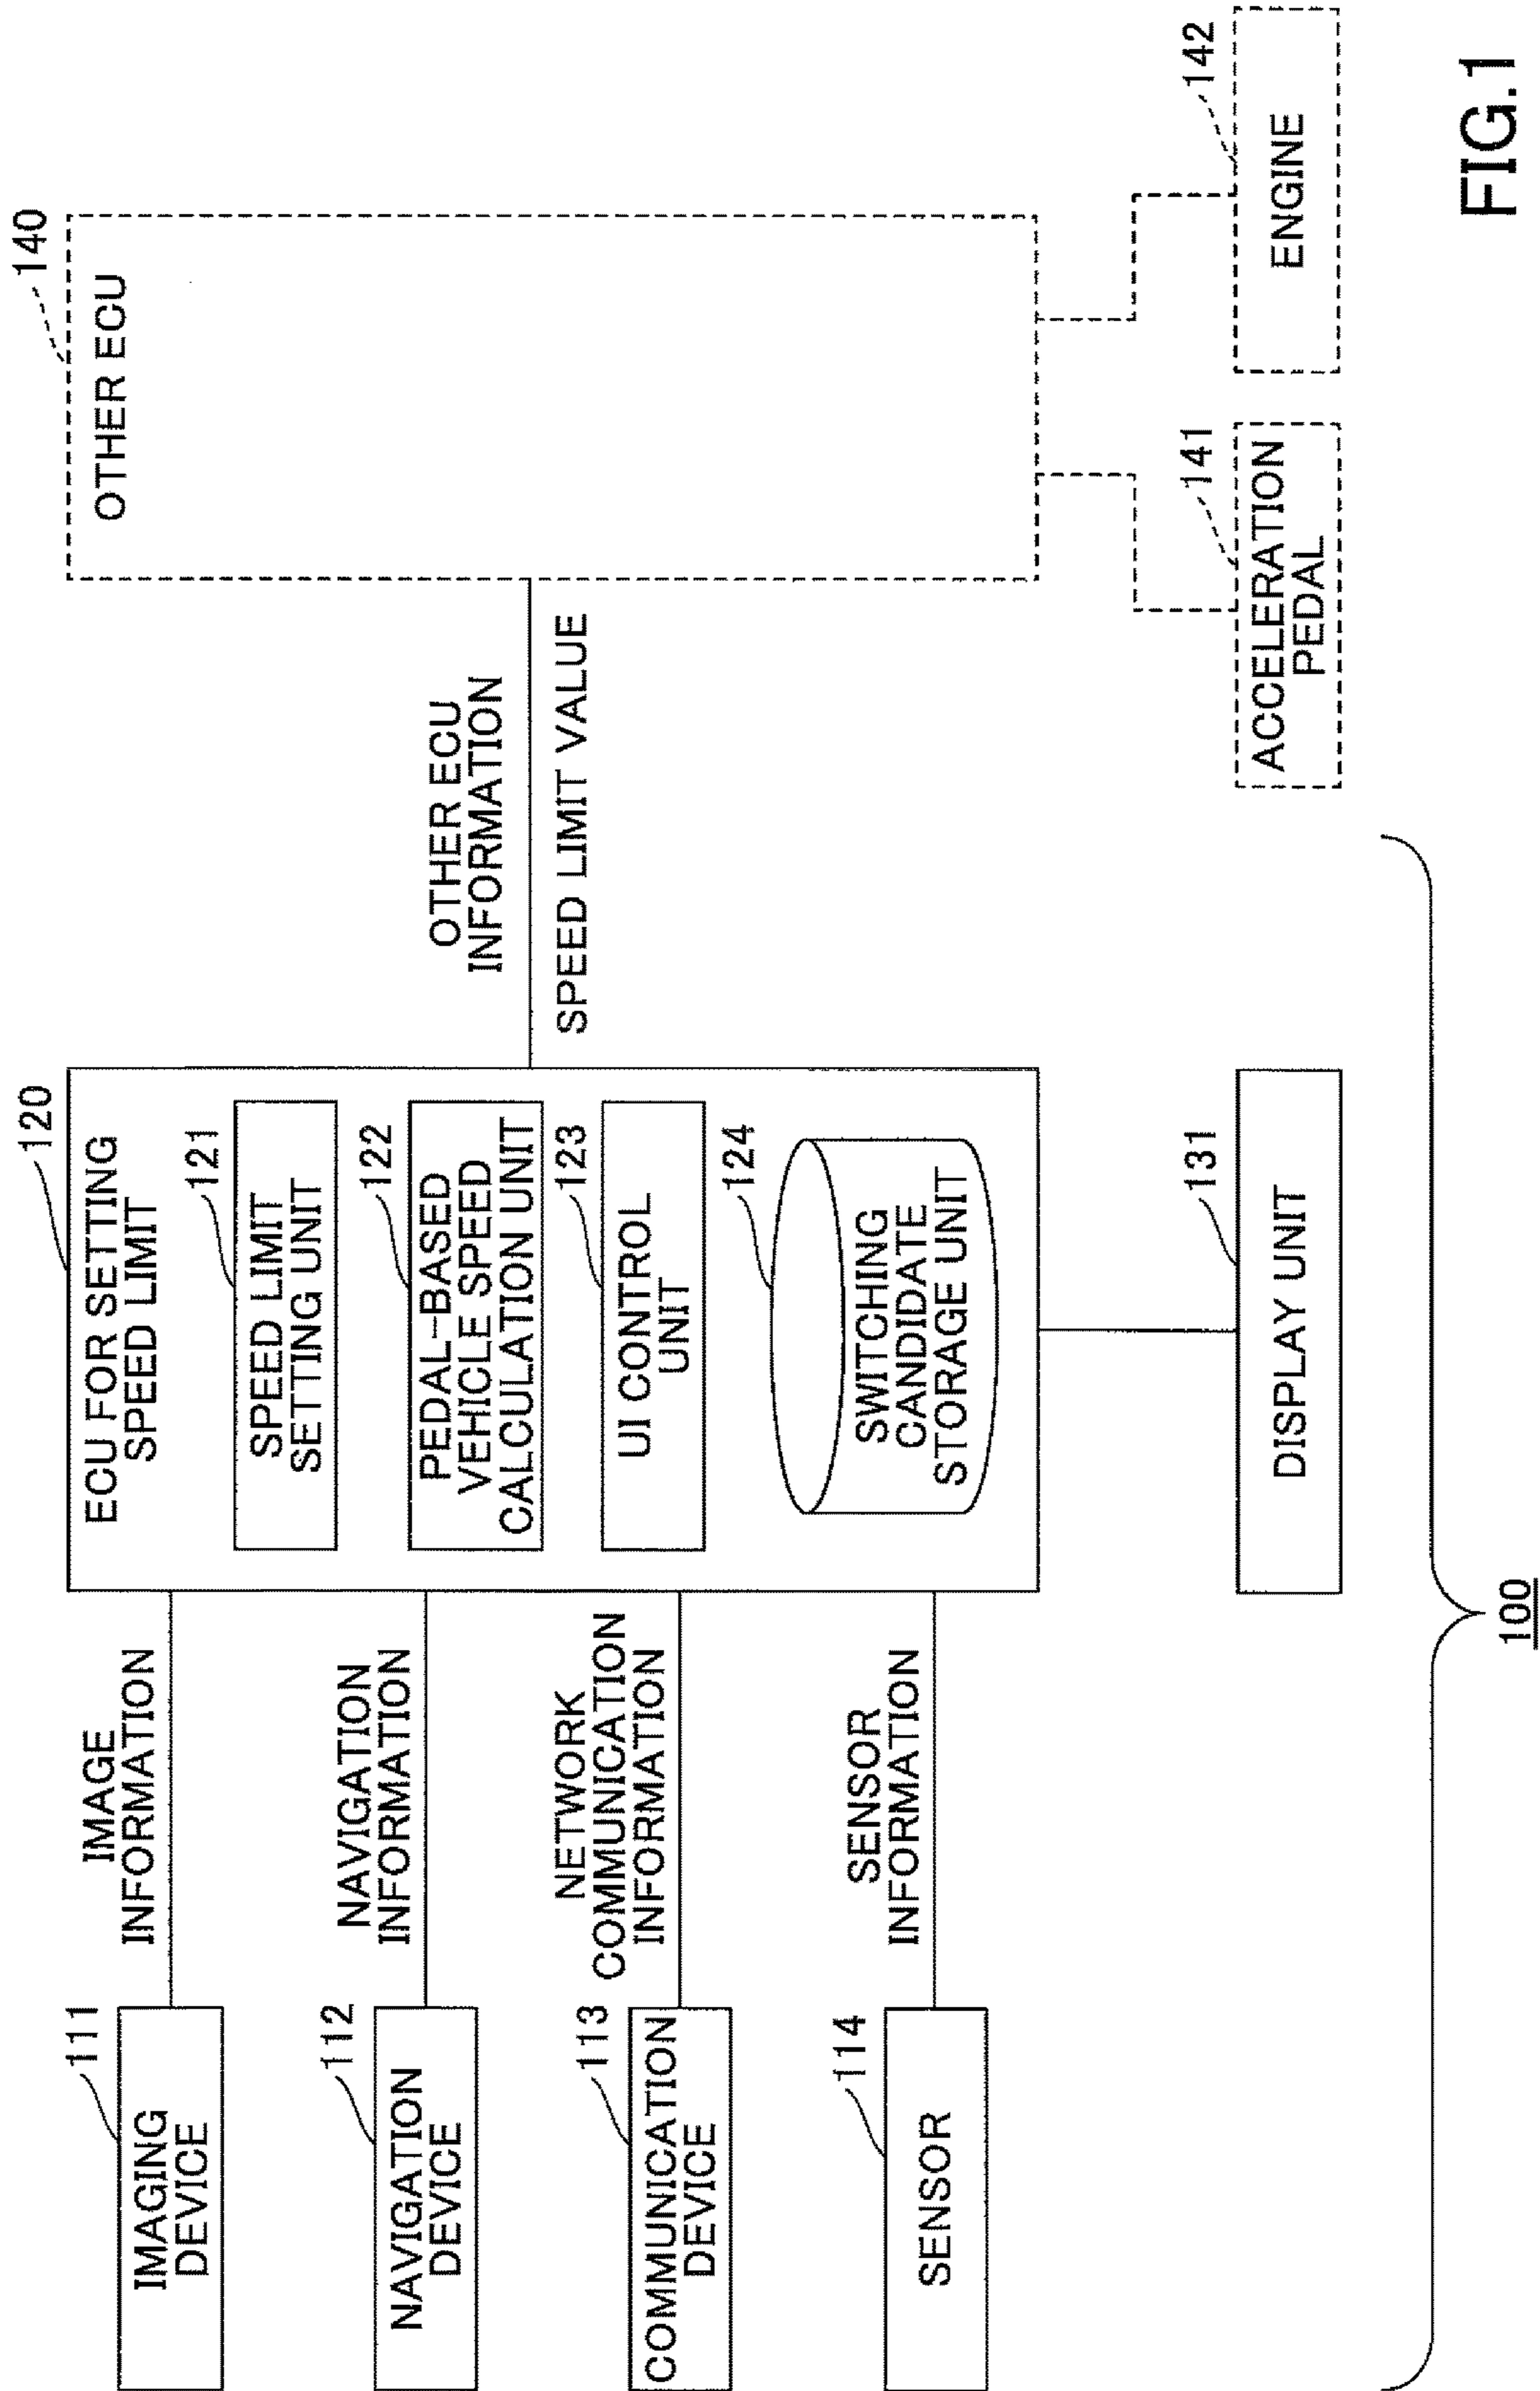 111
IMAGING
DEVICE
IMAGE
INFORMATION
112
NAVIGATION
DEVICE
NAVIGATION
INFORMATION
113
COMMUNICATION
DEVICE
NETWORK
COMMUNICATION
INFORMATION
114
SENSOR
SENSOR
INFORMATION
120
ECU FOR SETTING
SPEED LIMIT
121
SPEED LIMIT
SETTING UNIT
122
PEDAL-BASED
VEHICLE SPEED
CALCULATION UNIT
123
UI CONTROL
UNIT
124
SWITCHING
CANDIDATE
STORAGE UNIT
131
DISPLAY UNIT
OTHER ECU
INFORMATION
SPEED LIMIT VALUE
140
OTHER ECU
141
ACCELERATION
PEDAL
142
ENGINE
100
FIG.1